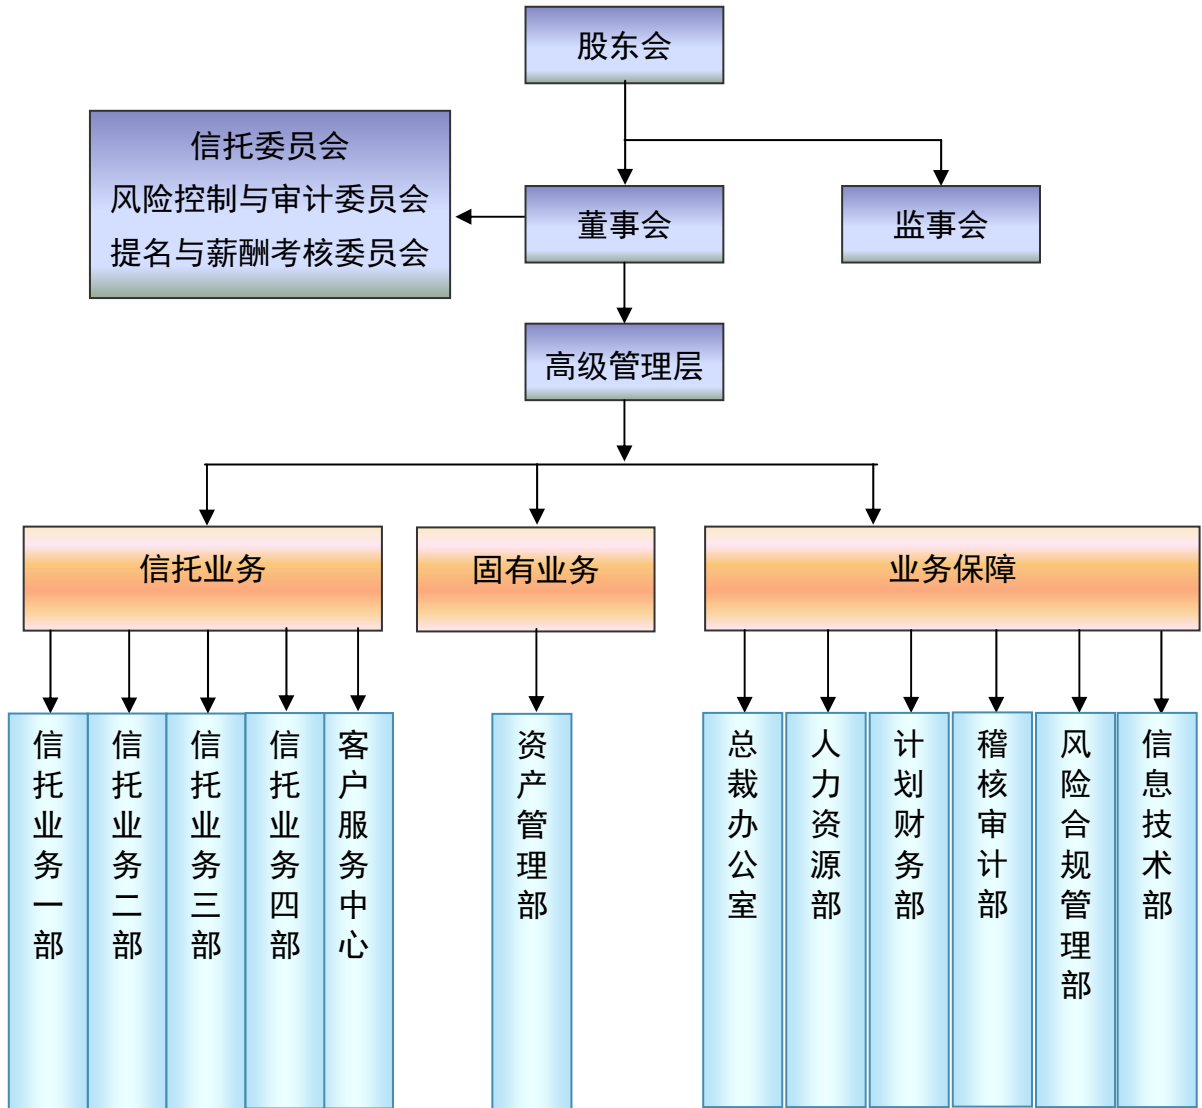 股东会
信托委员会
风险控制与审计委员会
提名与薪酬考核委员会
董事会
监事会
高级管理层
信托业务
固有业务
业务保障
信托业务一部
信托业务二部
信托业务三部
信托业务四部
客户服务中心
资产管理部
总裁办公室
人力资源部
计划财务部
稽核审计部
风险合规管理部
信息技术部